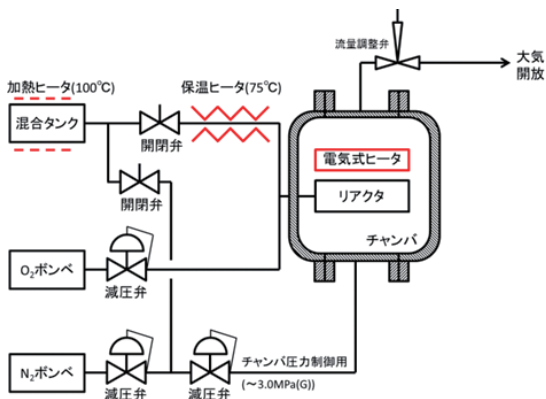 流量調整弁
大気
開放
加熱ヒータ(100℃)
保温ヒータ(75℃)
混合タンク
開閉弁
電気式ヒータ
開閉弁
リアクタ
チャンバ
O₂ボンベ
減圧弁
チャンバ圧力制御用
N₂ボンベ
(～3.0MPa(G))
減圧弁
減圧弁